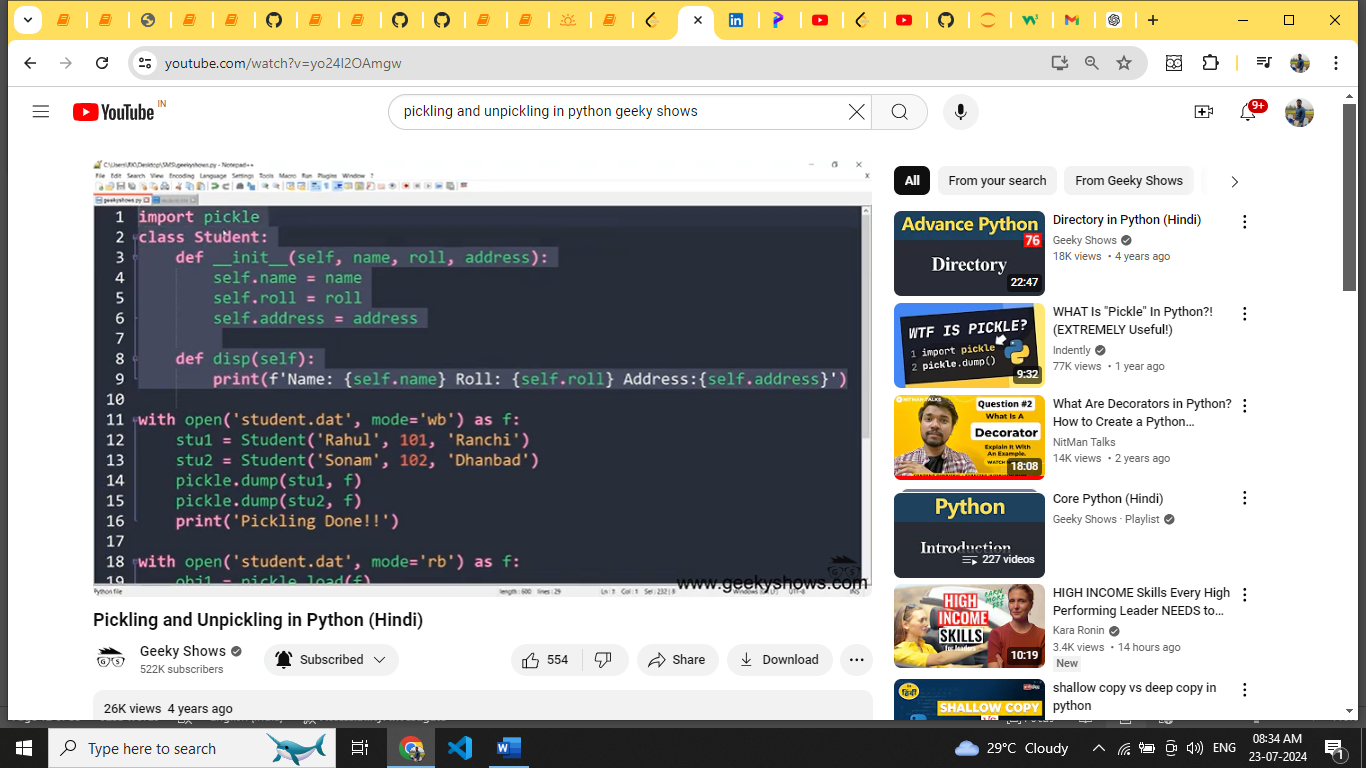 youtube.com/watch?v=yo24I2OAmgw
YouTube IN
pickling and unpickling in python geeky shows
9+
C:\Users\RK\Desktop\SMS\geekyshows.py - Notepad++
File Edit Search View Encoding Language Settings Tools Macro Run Plugins Window ?
geekyshows.py
1 import pickle
2 class Student:
3 def __init__(self, name, roll, address):
4 self.name = name
5 self.roll = roll
6 self.address = address
7
8 def disp(self):
9 print(f'Name: {self.name} Roll: {self.roll} Address:{self.address}')
10
11 with open('student.dat', mode='wb') as f:
12 stu1 = Student('Rahul', 101, 'Ranchi')
13 stu2 = Student('Sonam', 102, 'Dhanbad')
14 pickle.dump(stu1, f)
15 pickle.dump(stu2, f)
16 print('Pickling Done!!')
17
18 with open('student.dat', mode='rb') as f:
19 obj1 = pickle.load(f)
www.geekyshows.com
Python file length : 600 lines : 29 Ln : 1 Col : 1 Sel : 232 | 8 UTF-8 INS
Pickling and Unpickling in Python (Hindi)
Geeky Shows
522K subscribers
Subscribed
554
Share
Download
26K views 4 years ago
All
From your search
From Geeky Shows
Advance Python
76
Directory
22:47
Directory in Python (Hindi)
Geeky Shows
18K views • 4 years ago
WTF IS PICKLE?
1 import pickle
2 pickle.dump()
9:32
WHAT Is "Pickle" In Python?!
(EXTREMELY Useful!)
Indently
77K views • 1 year ago
NITMAN TALKS
Question #2
What Is A
Decorator
Explain It With
An Example.
18:08
What Are Decorators in Python?
How to Create a Python...
NitMan Talks
14K views • 2 years ago
Python
Introduction
227 videos
Core Python (Hindi)
Geeky Shows · Playlist
HIGH
INCOME
SKILLS
for leaders
EARN
MORE
10:19
HIGH INCOME Skills Every High
Performing Leader NEEDS to...
Kara Ronin
3.4K views • 14 hours ago
New
हिंदी
SHALLOW COPY
shallow copy vs deep copy in
python
Type here to search
29°C Cloudy
ENG
08:34 AM
23-07-2024
1